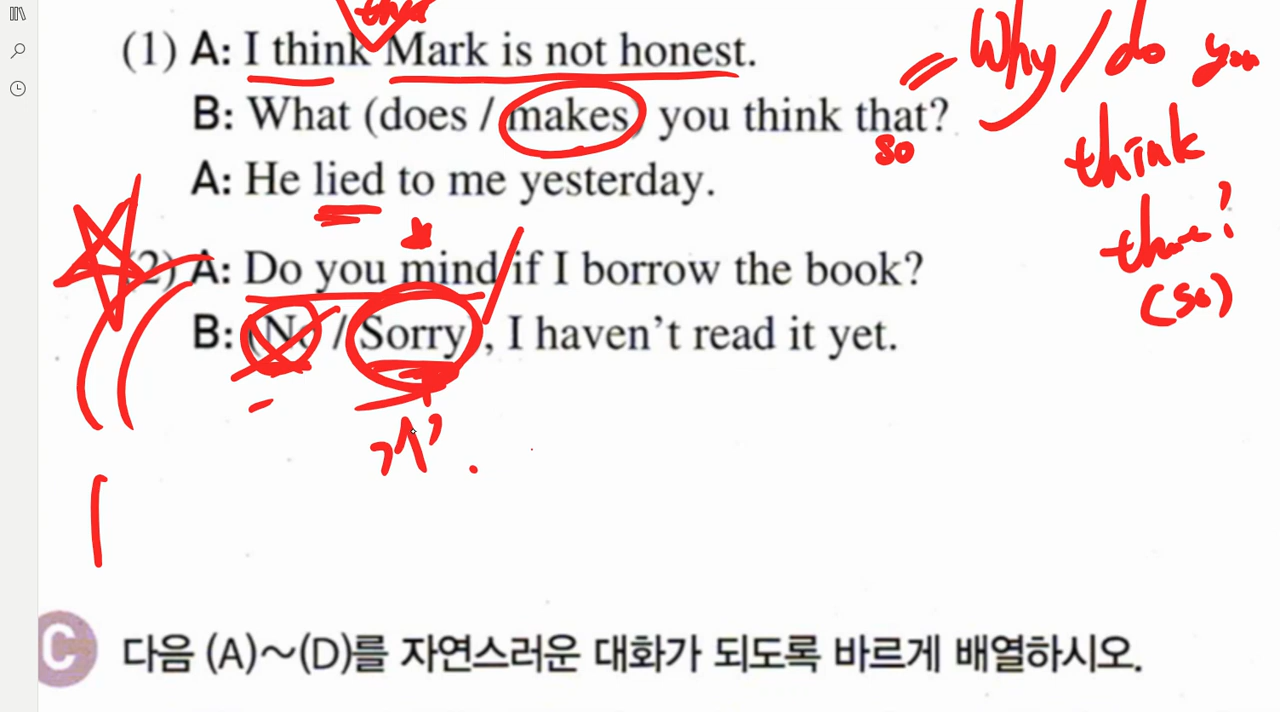 that
(1) A: I think Mark is not honest.
B: What (does / makes) you think that?
so
= Why / do you
think
that?
(so)
A: He lied to me yesterday.
(2) A: Do you mind if I borrow the book?
B: (No / Sorry), I haven't read it yet.
C 다음 (A)~(D)를 자연스러운 대화가 되도록 바르게 배열하시오.